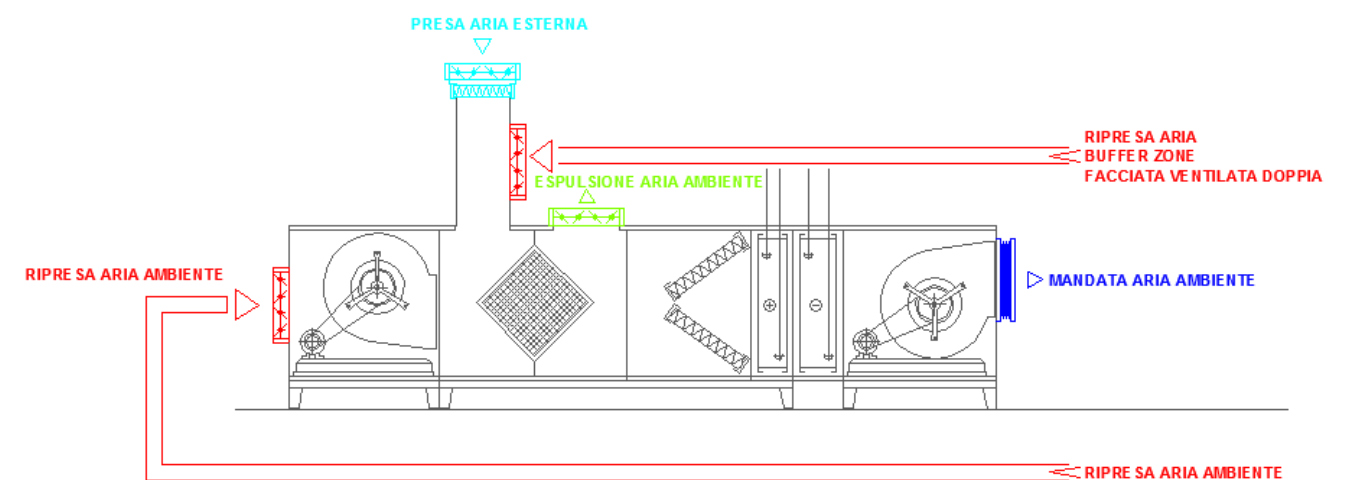 PRESA ARIA ESTERNA
RIPRESA ARIA
BUFFER ZONE
FACCIATA VENTILATA DOPPIA
ESPULSIONE ARIA AMBIENTE
RIPRESA ARIA AMBIENTE
MANDATA ARIA AMBIENTE
RIPRESA ARIA AMBIENTE